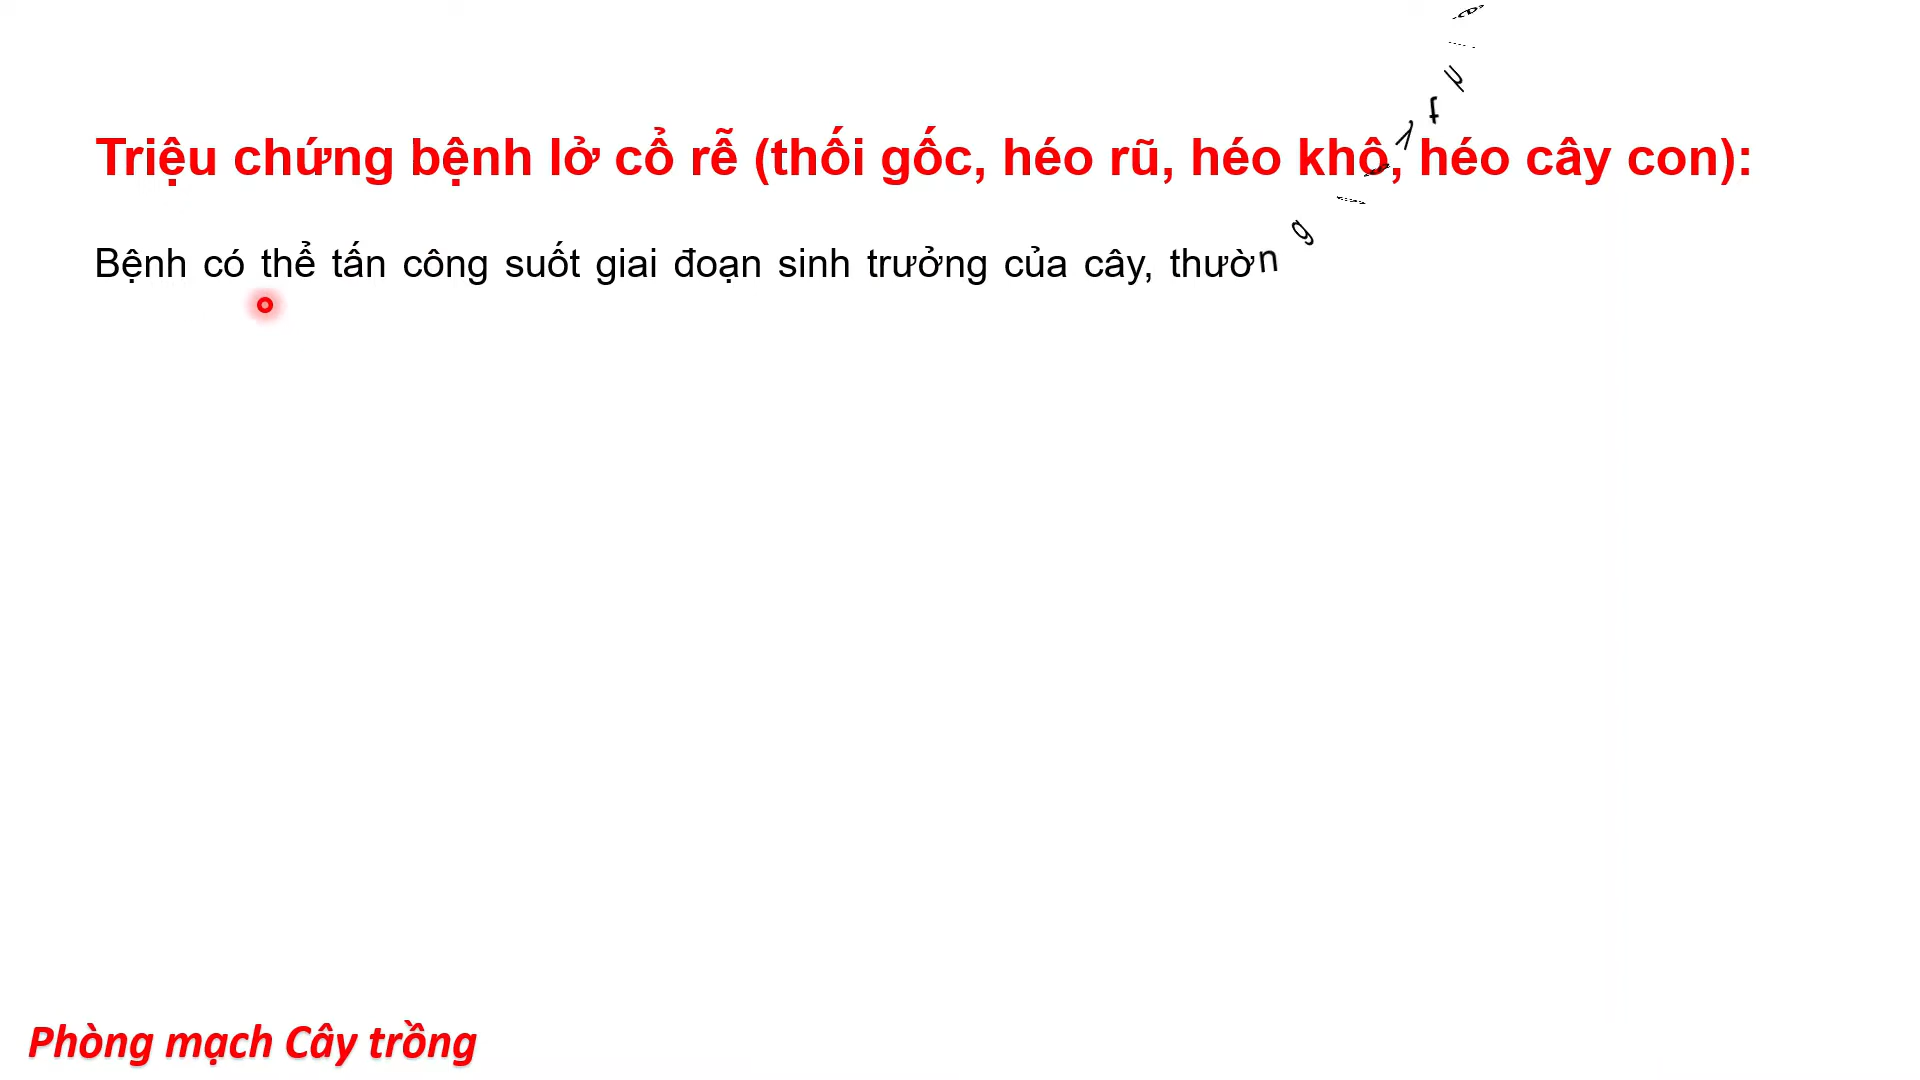 Triệu chứng bệnh lở cổ rễ (thối gốc, héo rũ, héo khô, héo cây con):
Bệnh có thể tấn công suốt giai đoạn sinh trưởng của cây, thường
Phòng mạch Cây trồng